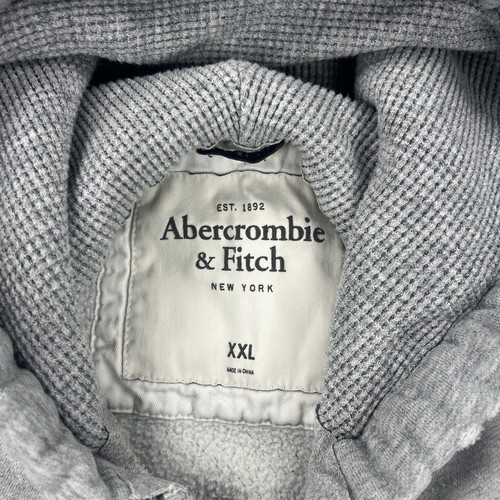 EST. 1892
Abercrombie
& Fitch
NEW YORK
XXL
MADE IN CHINA